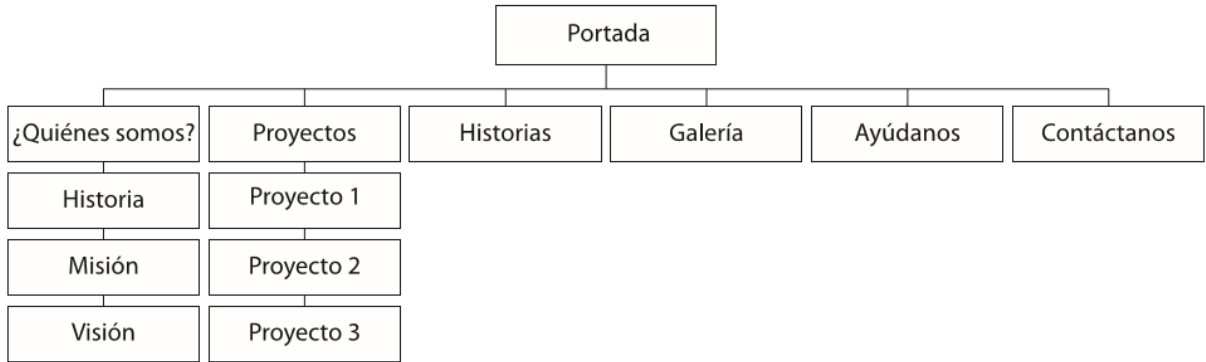 Portada
¿Quiénes somos?
Proyectos
Historias
Galería
Ayúdanos
Contáctanos
Historia
Proyecto 1
Misión
Proyecto 2
Visión
Proyecto 3